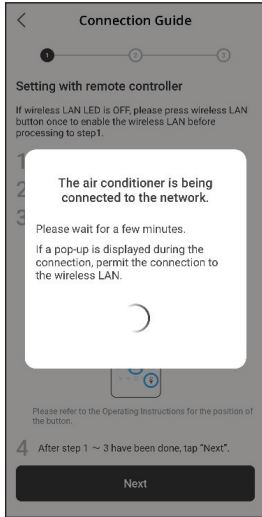 Connection Guide
1
2
3
Setting with remote controller
If wireless LAN LED is OFF, please press wireless LAN
button once to enable the wireless LAN before
processing to step1.
1
2
3
The air conditioner is being
connected to the network.
Please wait for a few minutes.
If a pop-up is displayed during the
connection, permit the connection to
the wireless LAN.
Please refer to the Operating Instructions for the position of
the button.
4 After step 1 ~ 3 have been done, tap "Next".
Next